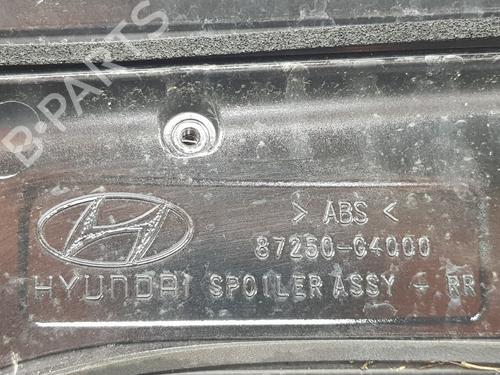 B-PARTS
> ABS <
87250-G4000
HYUNDAI SPOILER ASSY - RR